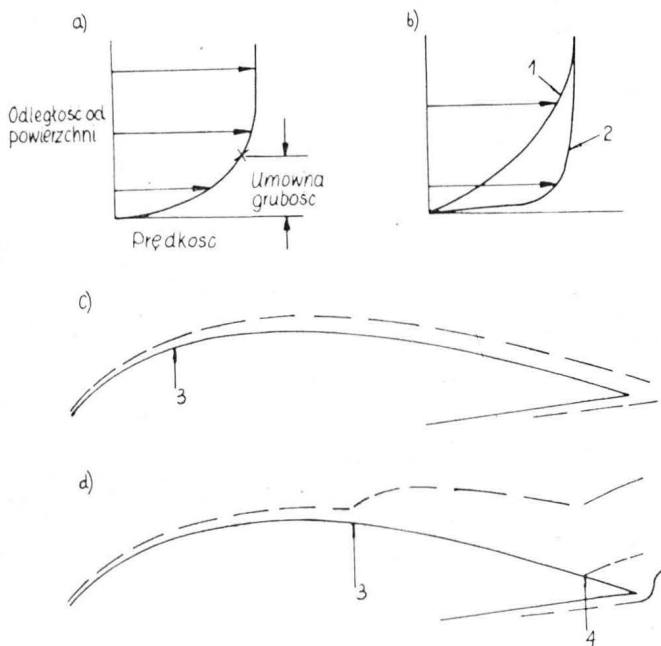 a)
Odległosc od
powierzchni
Umowna
grubosc
Prędkosc
b)
1
2
c)
3
d)
3
4